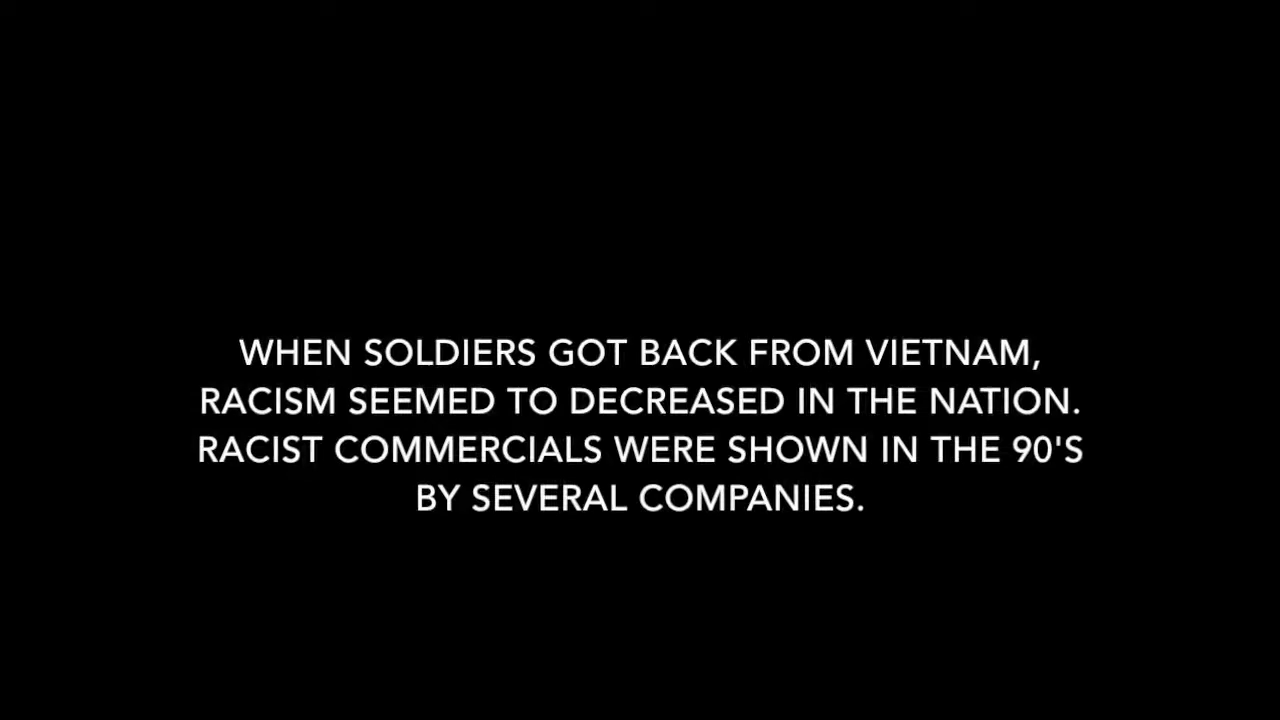 WHEN SOLDIERS GOT BACK FROM VIETNAM,
RACISM SEEMED TO DECREASED IN THE NATION.
RACIST COMMERCIALS WERE SHOWN IN THE 90'S
BY SEVERAL COMPANIES.